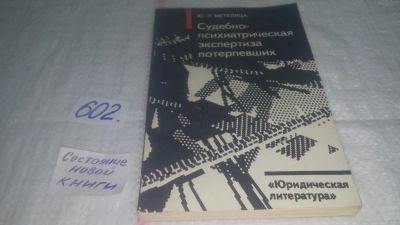 Ю. Л. МЕТЕЛИЦА
Судебно-
психиатрическая
экспертиза
потерпевших
«Юридическая
литература»
602.
Состояние
новой
книги